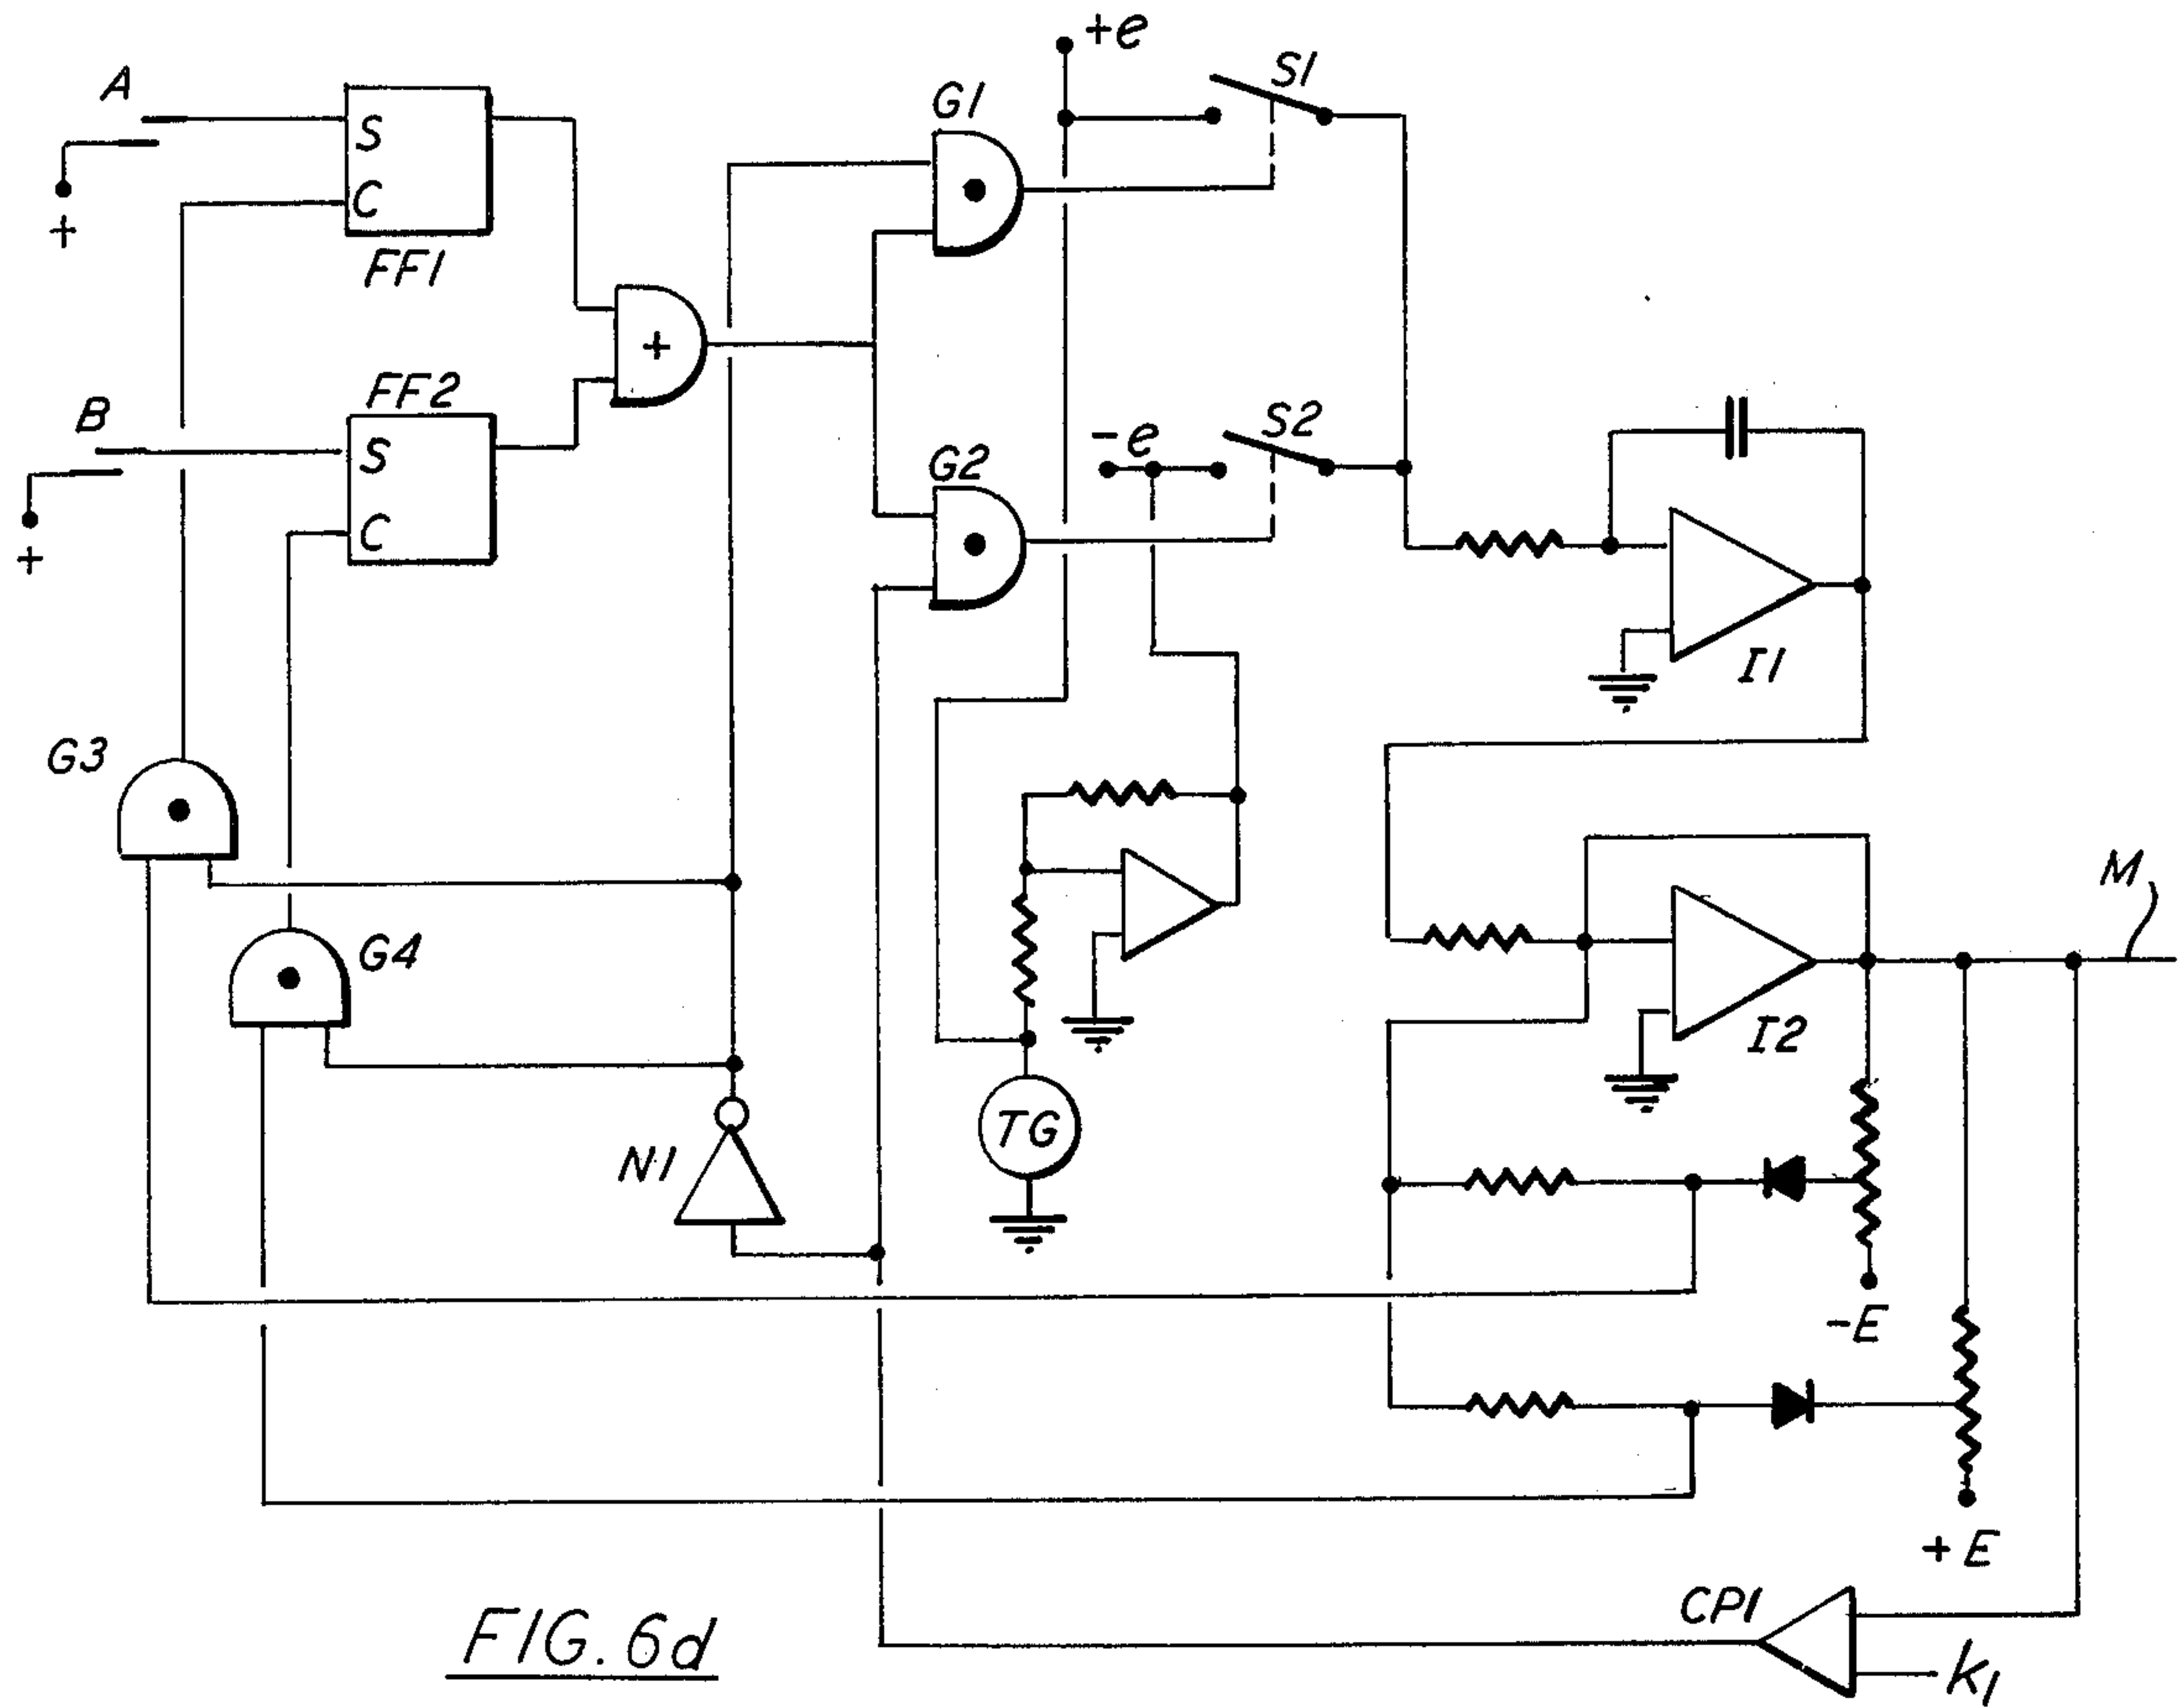 +e
A
S1
G1
S
C
+
FF1
+
FF2
B
-e
S2
G2
S
C
+
I1
G3
M
G4
I2
TG
N1
-E
+E
CP1
k1
FIG. 6d